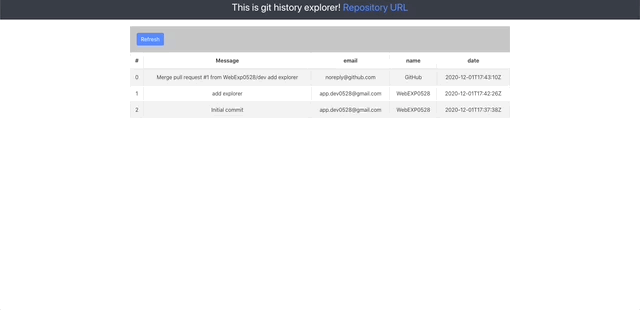 This is git history explorer! Repository URL
Refresh
# Message email name date
0 Merge pull request #1 from WebExp0528/dev add explorer noreply@github.com GitHub 2020-12-01T17:43:10Z
1 add explorer app.dev0528@gmail.com WebEXP0528 2020-12-01T17:42:26Z
2 Initial commit app.dev0528@gmail.com WebEXP0528 2020-12-01T17:37:38Z